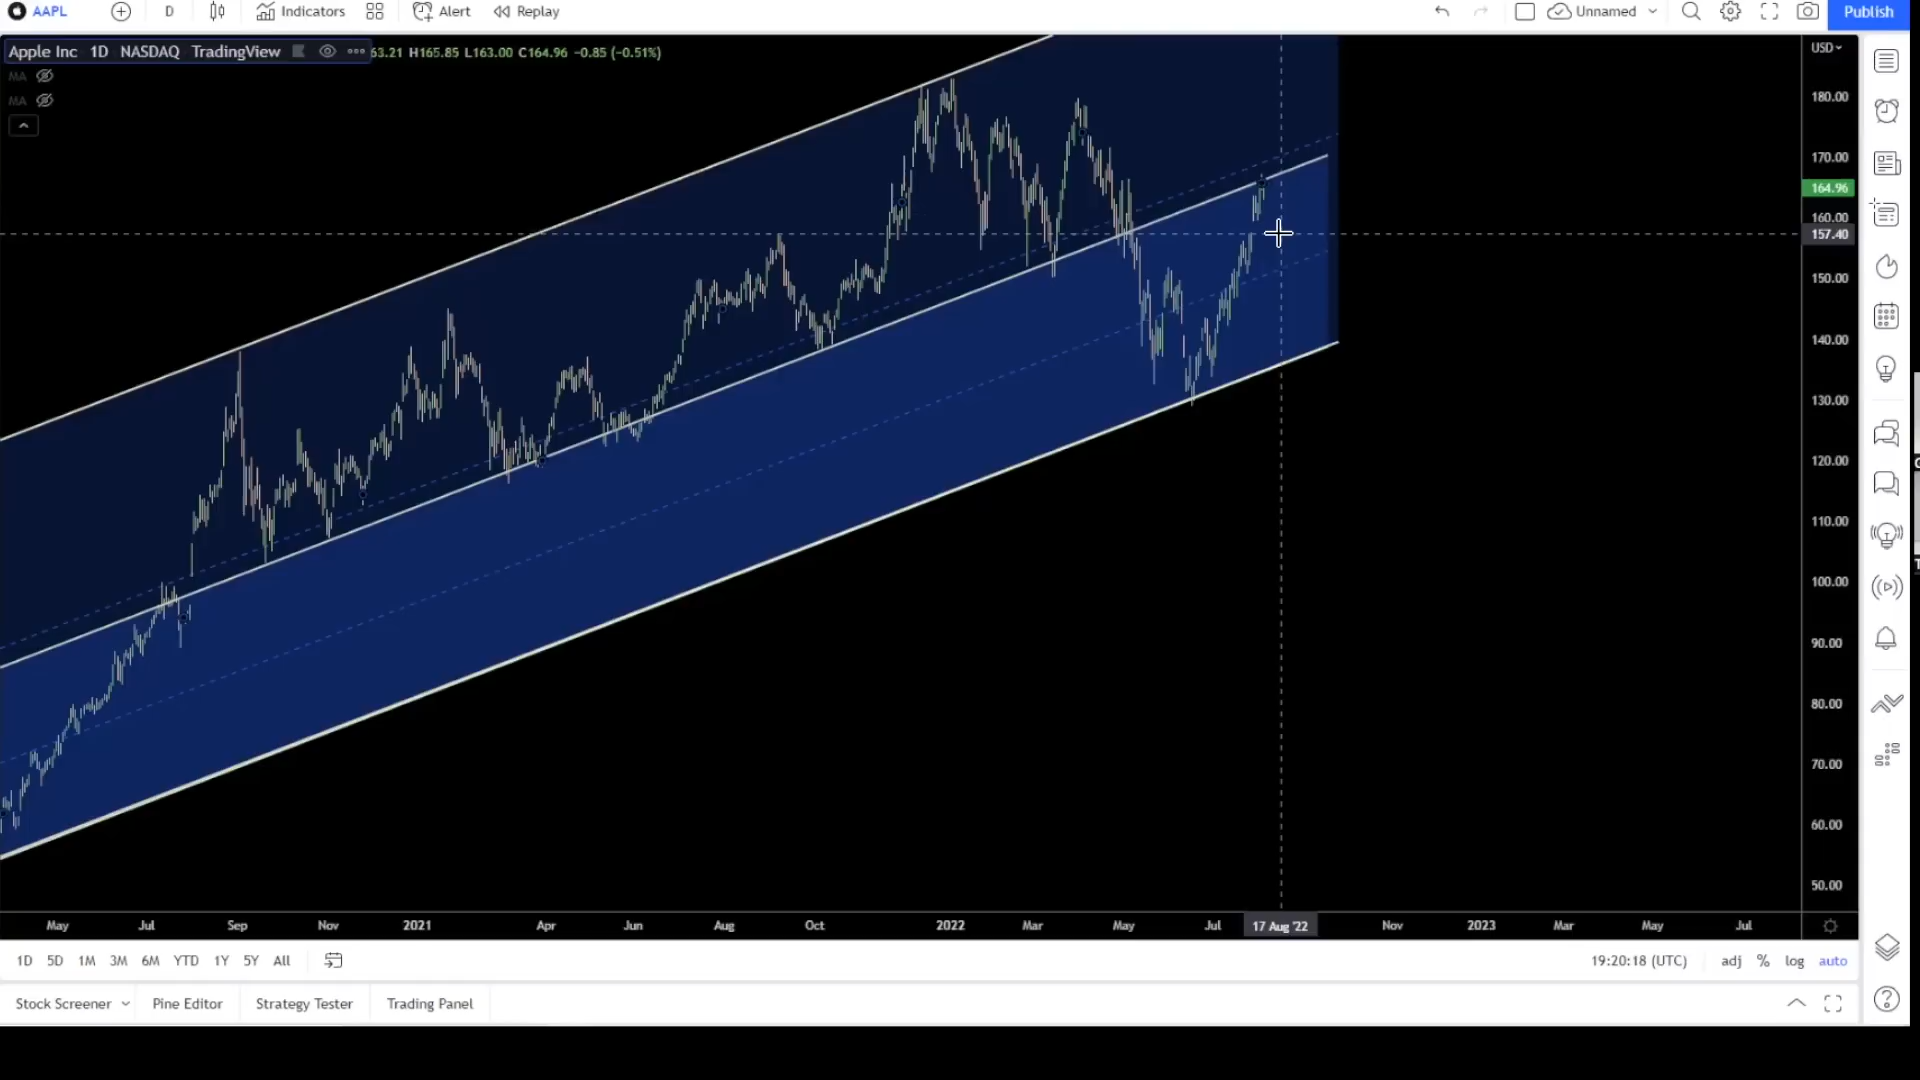 AAPL D Indicators Alert Replay Unnamed Publish
Apple Inc 1D NASDAQ TradingView 63.21 H165.85 L163.00 C164.96 −0.85 (−0.51%) USD
MA
MA
180.00
170.00
164.96
160.00
157.40
150.00
140.00
130.00
120.00
110.00
100.00
90.00
80.00
70.00
60.00
50.00
May Jul Sep Nov 2021 Apr Jun Aug Oct 2022 Mar May Jul 17 Aug '22 Nov 2023 Mar May Jul
1D 5D 1M 3M 6M YTD 1Y 5Y All 19:20:18 (UTC) adj % log auto
Stock Screener Pine Editor Strategy Tester Trading Panel